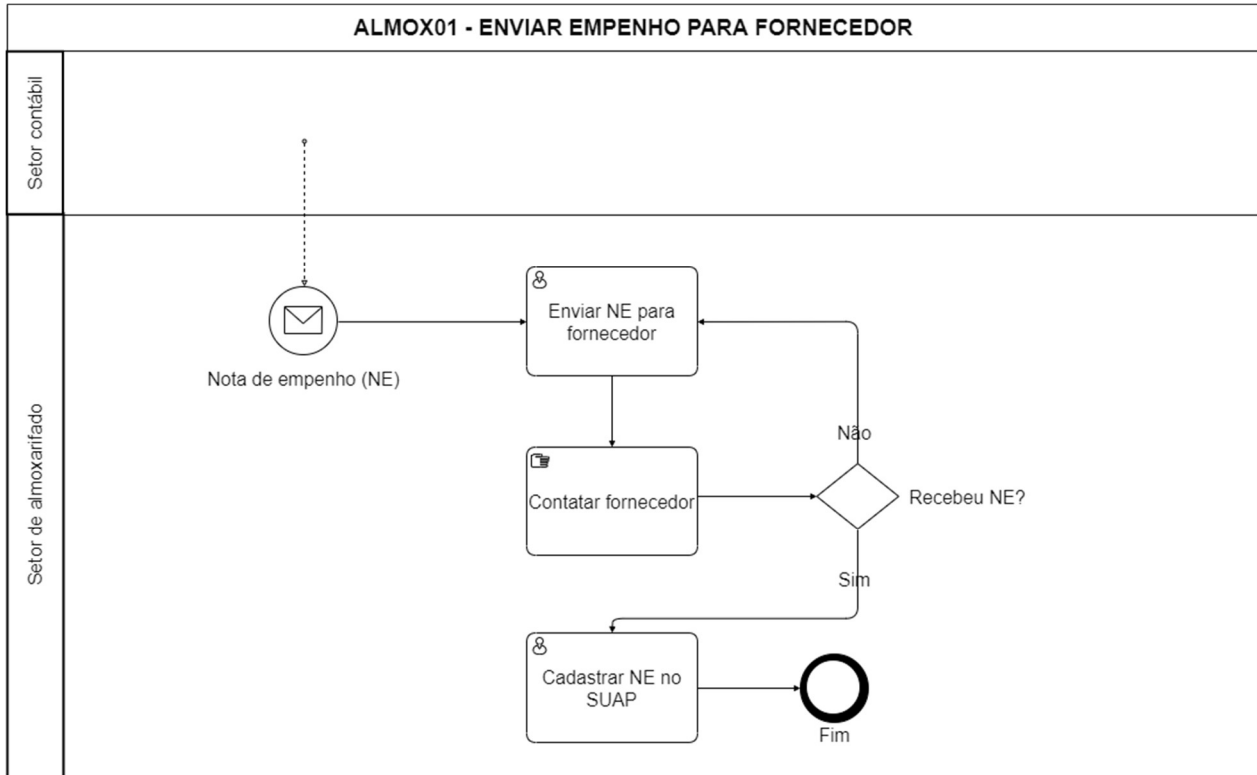 ALMOX01 - ENVIAR EMPENHO PARA FORNECEDOR
Setor contábil
Setor de almoxarifado
Nota de empenho (NE)
Enviar NE para
fornecedor
Contatar fornecedor
Não
Recebeu NE?
Sim
Cadastrar NE no
SUAP
Fim